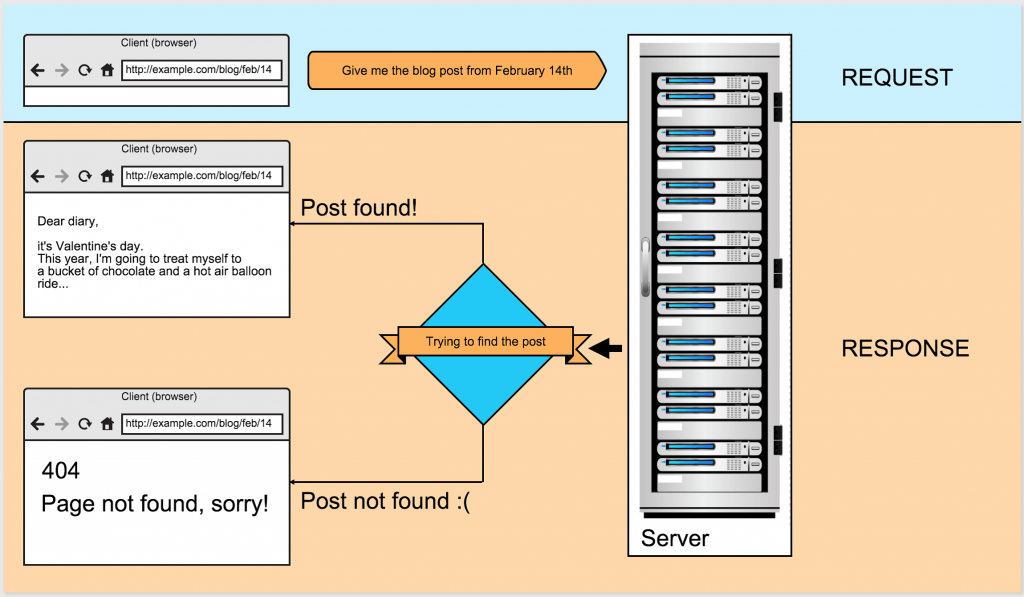 Client (browser)
http://example.com/blog/feb/14
Give me the blog post from February 14th
REQUEST
Client (browser)
http://example.com/blog/feb/14
Dear diary,
it's Valentine's day.
This year, I'm going to treat myself to
a bucket of chocolate and a hot air balloon
ride...
Post found!
Trying to find the post
RESPONSE
Client (browser)
http://example.com/blog/feb/14
404
Page not found, sorry!
Post not found :(
Server